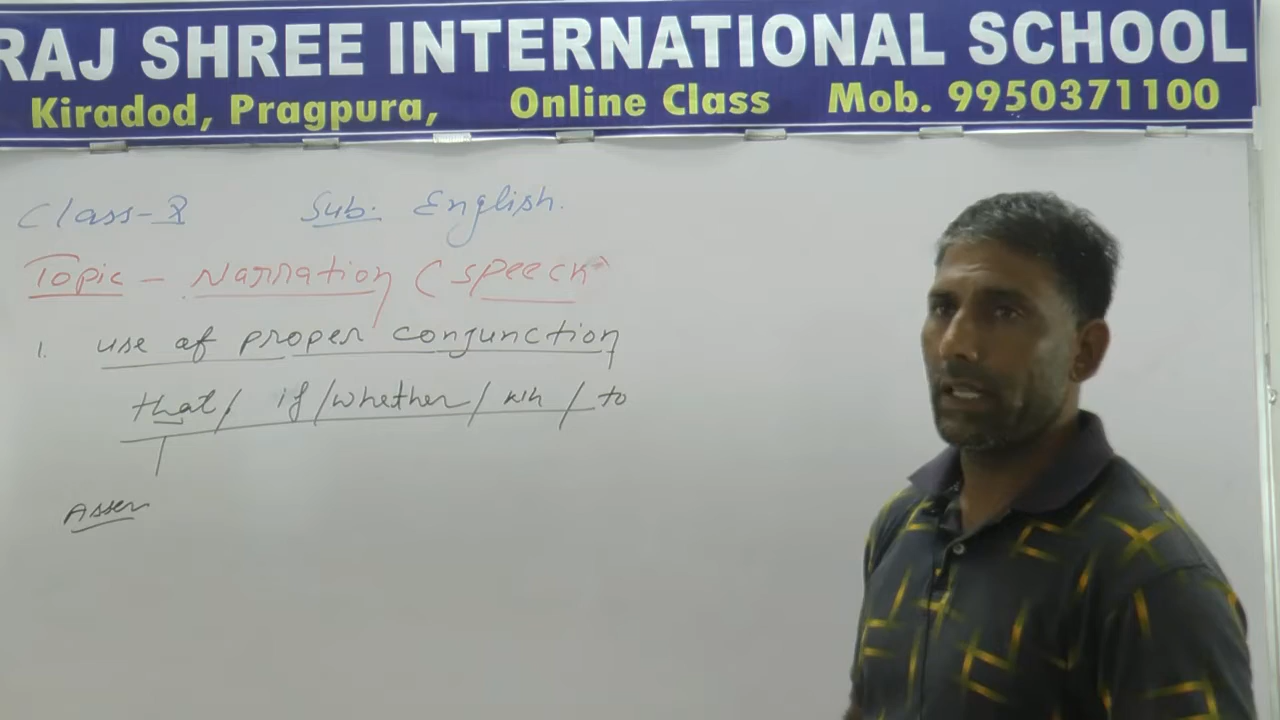 RAJ SHREE INTERNATIONAL SCHOOL
Kiradod, Pragpura, Online Class Mob. 9950371100
Class-X Sub. English.
Topic - Narration (speech)
1. use of proper conjunction
that / if / whether / wh / to
Asser